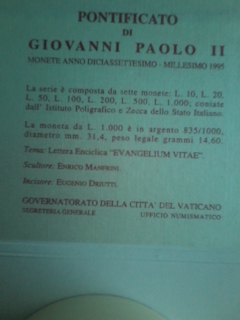 PONTIFICATO
DI
GIOVANNI PAOLO II
MONETE ANNO DICIASSETTESIMO - MILLESIMO 1995
La serie è composta da sette monete: L. 10, L. 20,
L. 50, L. 100, L. 200, L. 500, L. 1.000; coniate
dall' Istituto Poligrafico e Zecca dello Stato Italiano.
La moneta da L. 1.000 è in argento 835/1000,
diametro mm. 31,4, peso legale grammi 14,60.
Tema: Lettera Enciclica "EVANGELIUM VITAE".
Scultore: ENRICO MANFRINI.
Incisore: EUGENIO DRIUTTI.
GOVERNATORATO DELLA CITTA' DEL VATICANO
SEGRETERIA GENERALE UFFICIO NUMISMATICO